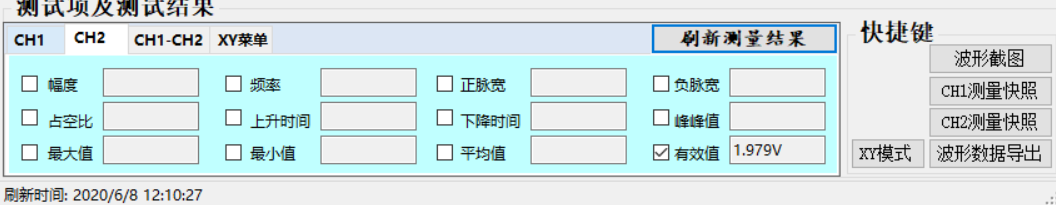 测试项及测试结果
CH1 CH2 CH1-CH2 XY菜单 刷新测量结果
快捷键
幅度 频率 正脉宽 负脉宽
占空比 上升时间 下降时间 峰峰值
最大值 最小值 平均值 有效值 1.979V
波形截图
CH1测量快照
CH2测量快照
XY模式 波形数据导出
刷新时间: 2020/6/8 12:10:27